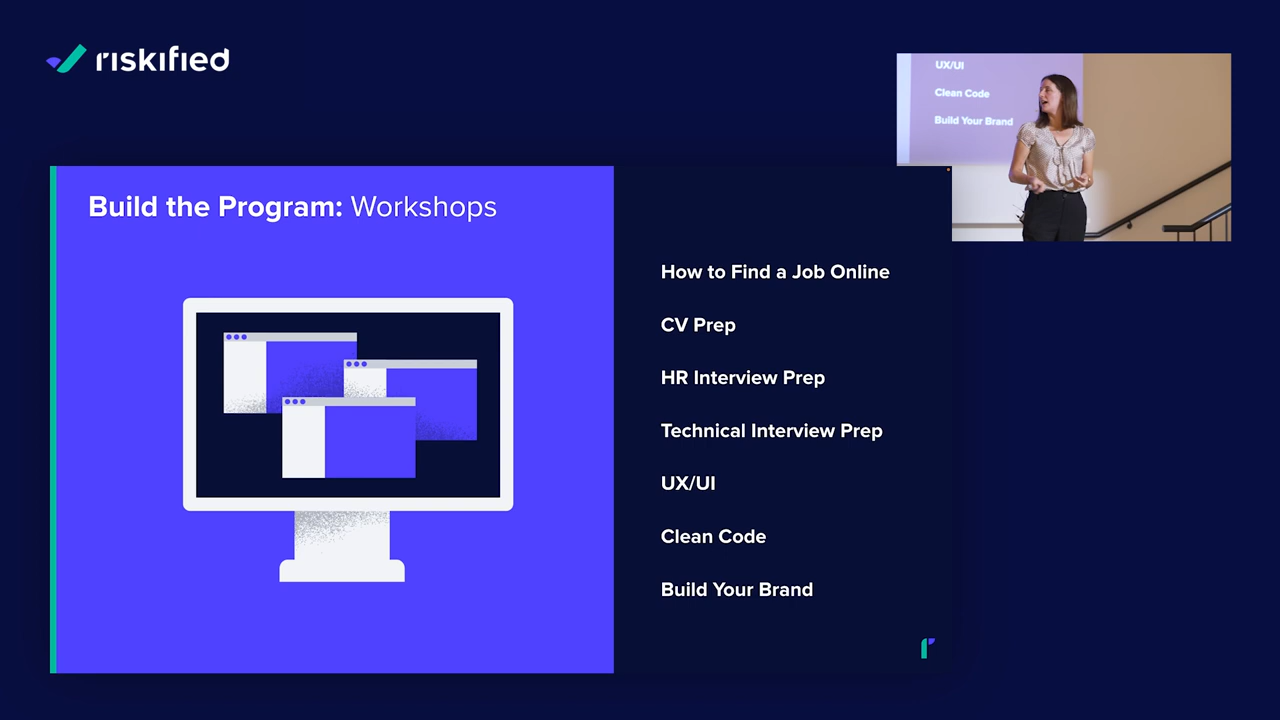 riskified
UX/UI
Clean Code
Build Your Brand
Build the Program: Workshops
How to Find a Job Online
CV Prep
HR Interview Prep
Technical Interview Prep
UX/UI
Clean Code
Build Your Brand